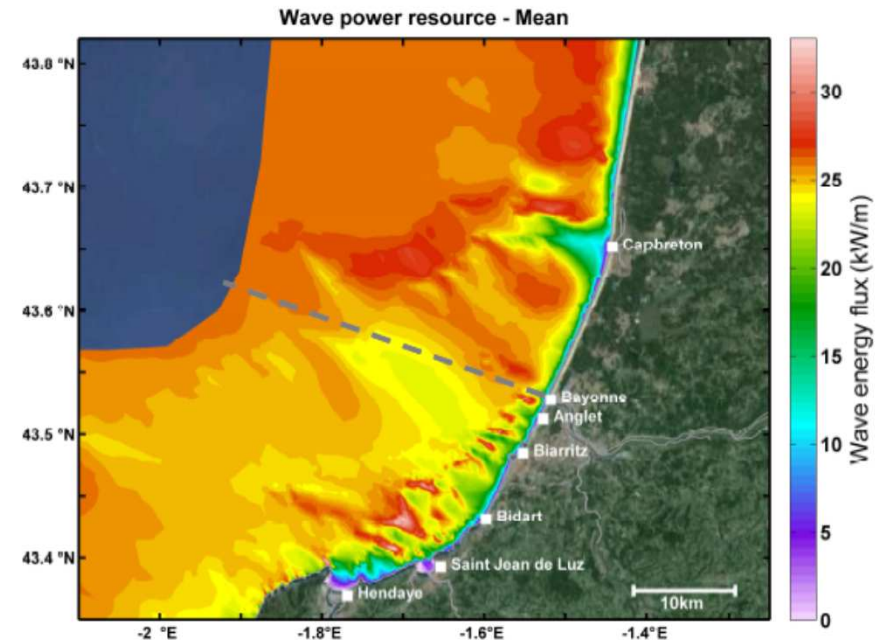 Wave power resource - Mean
43.8 °N
43.7 °N
43.6 °N
43.5 °N
43.4 °N
-2 °E
-1.8°E
-1.6°E
-1.4°E
Capbreton
Bayonne
Anglet
Biarritz
Bidart
Saint Jean de Luz
Hendaye
10km
30
25
20
15
10
5
0
Wave energy flux (kW/m)